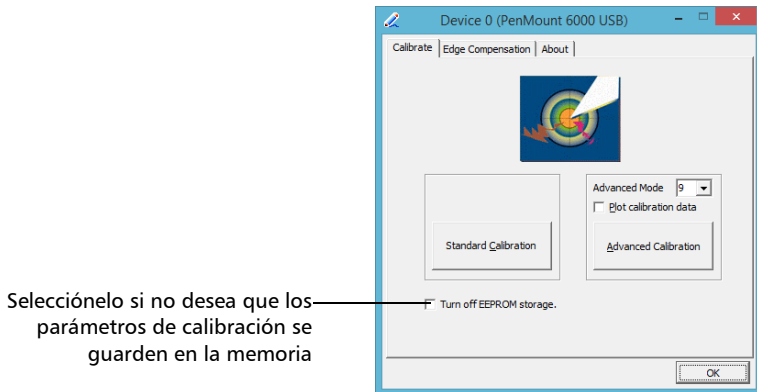 Device 0 (PenMount 6000 USB)
Calibrate Edge Compensation About
Advanced Mode 9
Plot calibration data
Standard Calibration
Advanced Calibration
Selecciónelo si no desea que los
parámetros de calibración se
guarden en la memoria
Turn off EEPROM storage.
OK